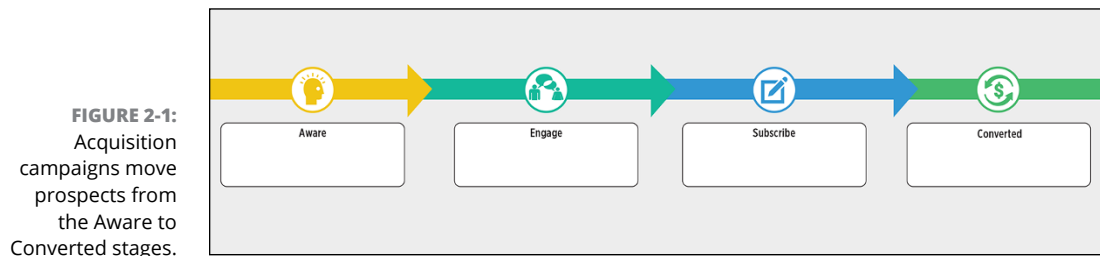 FIGURE 2-1:
Acquisition
campaigns move
prospects from
the Aware to
Converted stages.
Aware
Engage
Subscribe
Converted
$